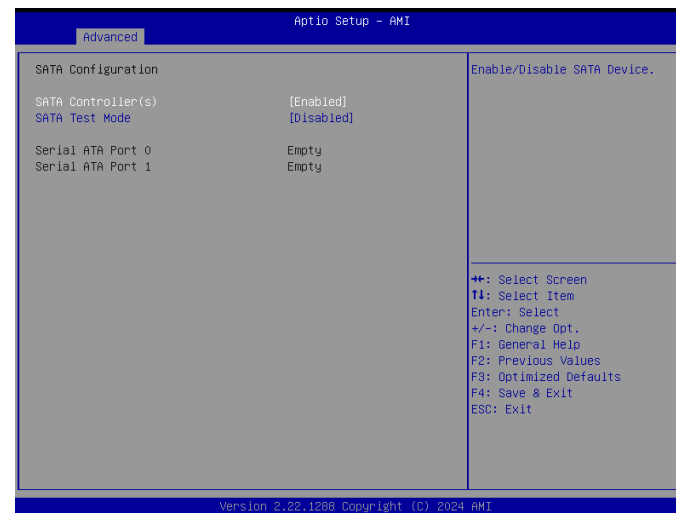 Aptio Setup – AMI
Advanced
SATA Configuration
SATA Controller(s) [Enabled]
SATA Test Mode [Disabled]
Serial ATA Port 0 Empty
Serial ATA Port 1 Empty
Enable/Disable SATA Device.
→←: Select Screen
↑↓: Select Item
Enter: Select
+/-: Change Opt.
F1: General Help
F2: Previous Values
F3: Optimized Defaults
F4: Save & Exit
ESC: Exit
Version 2.22.1288 Copyright (C) 2024 AMI